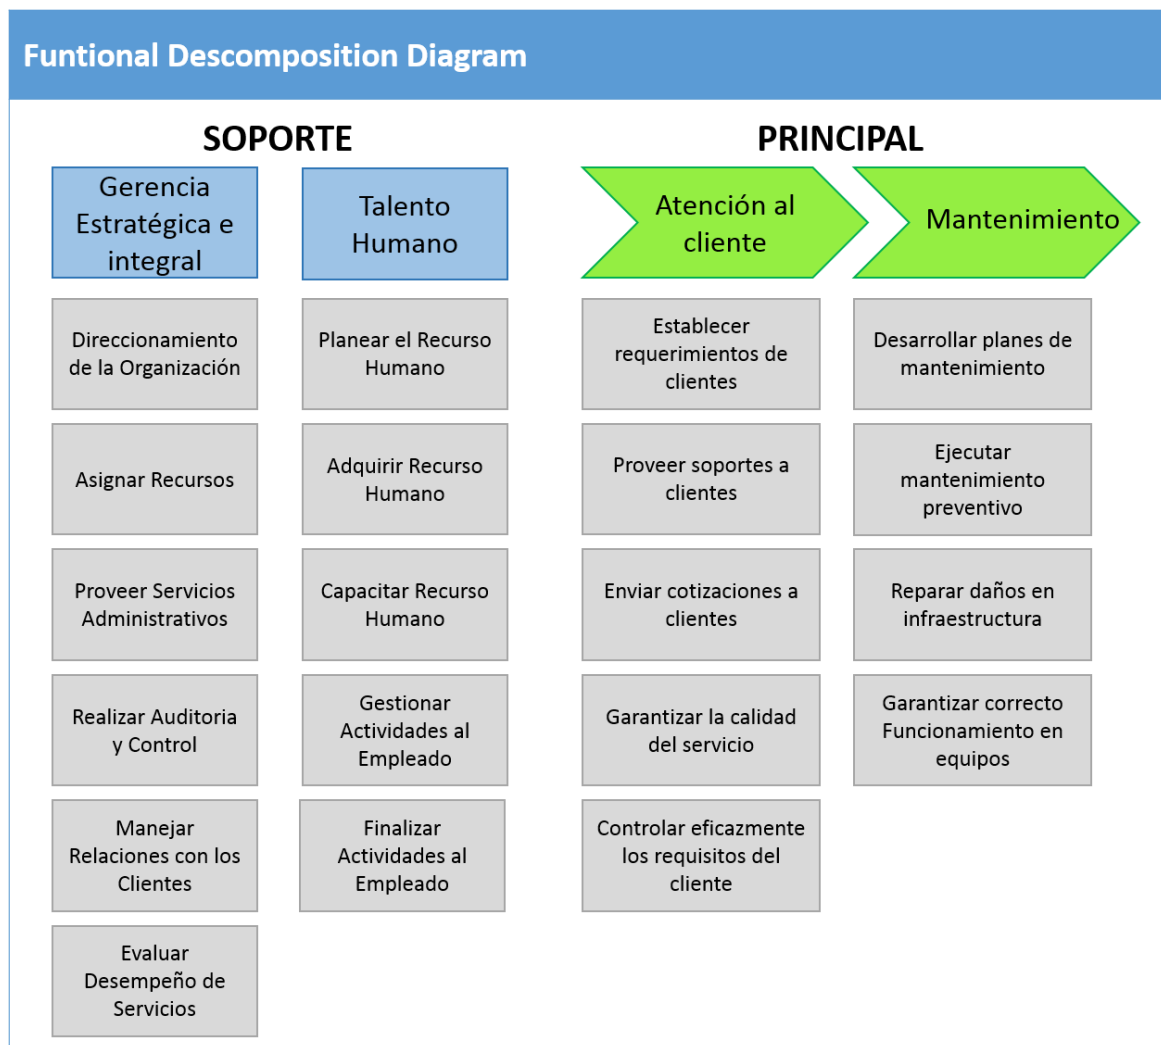 Funtional Descomposition Diagram
SOPORTE
Gerencia
Estratégica e
integral
Direccionamiento
de la Organización
Asignar Recursos
Proveer Servicios
Administrativos
Realizar Auditoria
y Control
Manejar
Relaciones con los
Clientes
Evaluar
Desempeño de
Servicios
Talento
Humano
Planear el Recurso
Humano
Adquirir Recurso
Humano
Capacitar Recurso
Humano
Gestionar
Actividades al
Empleado
Finalizar
Actividades al
Empleado
PRINCIPAL
Atención al
cliente
Establecer
requerimientos de
clientes
Proveer soportes a
clientes
Enviar cotizaciones a
clientes
Garantizar la calidad
del servicio
Controlar eficazmente
los requisitos del
cliente
Mantenimiento
Desarrollar planes de
mantenimiento
Ejecutar
mantenimiento
preventivo
Reparar daños en
infraestructura
Garantizar correcto
Funcionamiento en
equipos